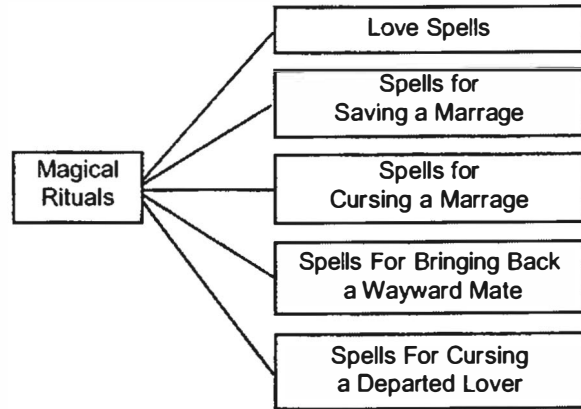 Love Spells
Spells for
Saving a Marrage
Magical
Rituals
Spells for
Cursing a Marrage
Spells For Bringing Back
a Wayward Mate
Spells For Cursing
a Departed Lover